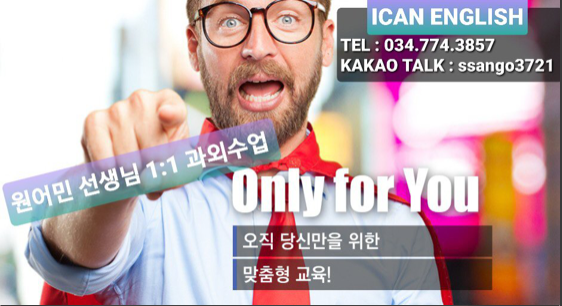 ICAN ENGLISH
TEL : 034.774.3857
KAKAO TALK : ssango3721
원어민 선생님 1:1 과외수업
Only for You
오직 당신만을 위한
맞춤형 교육!